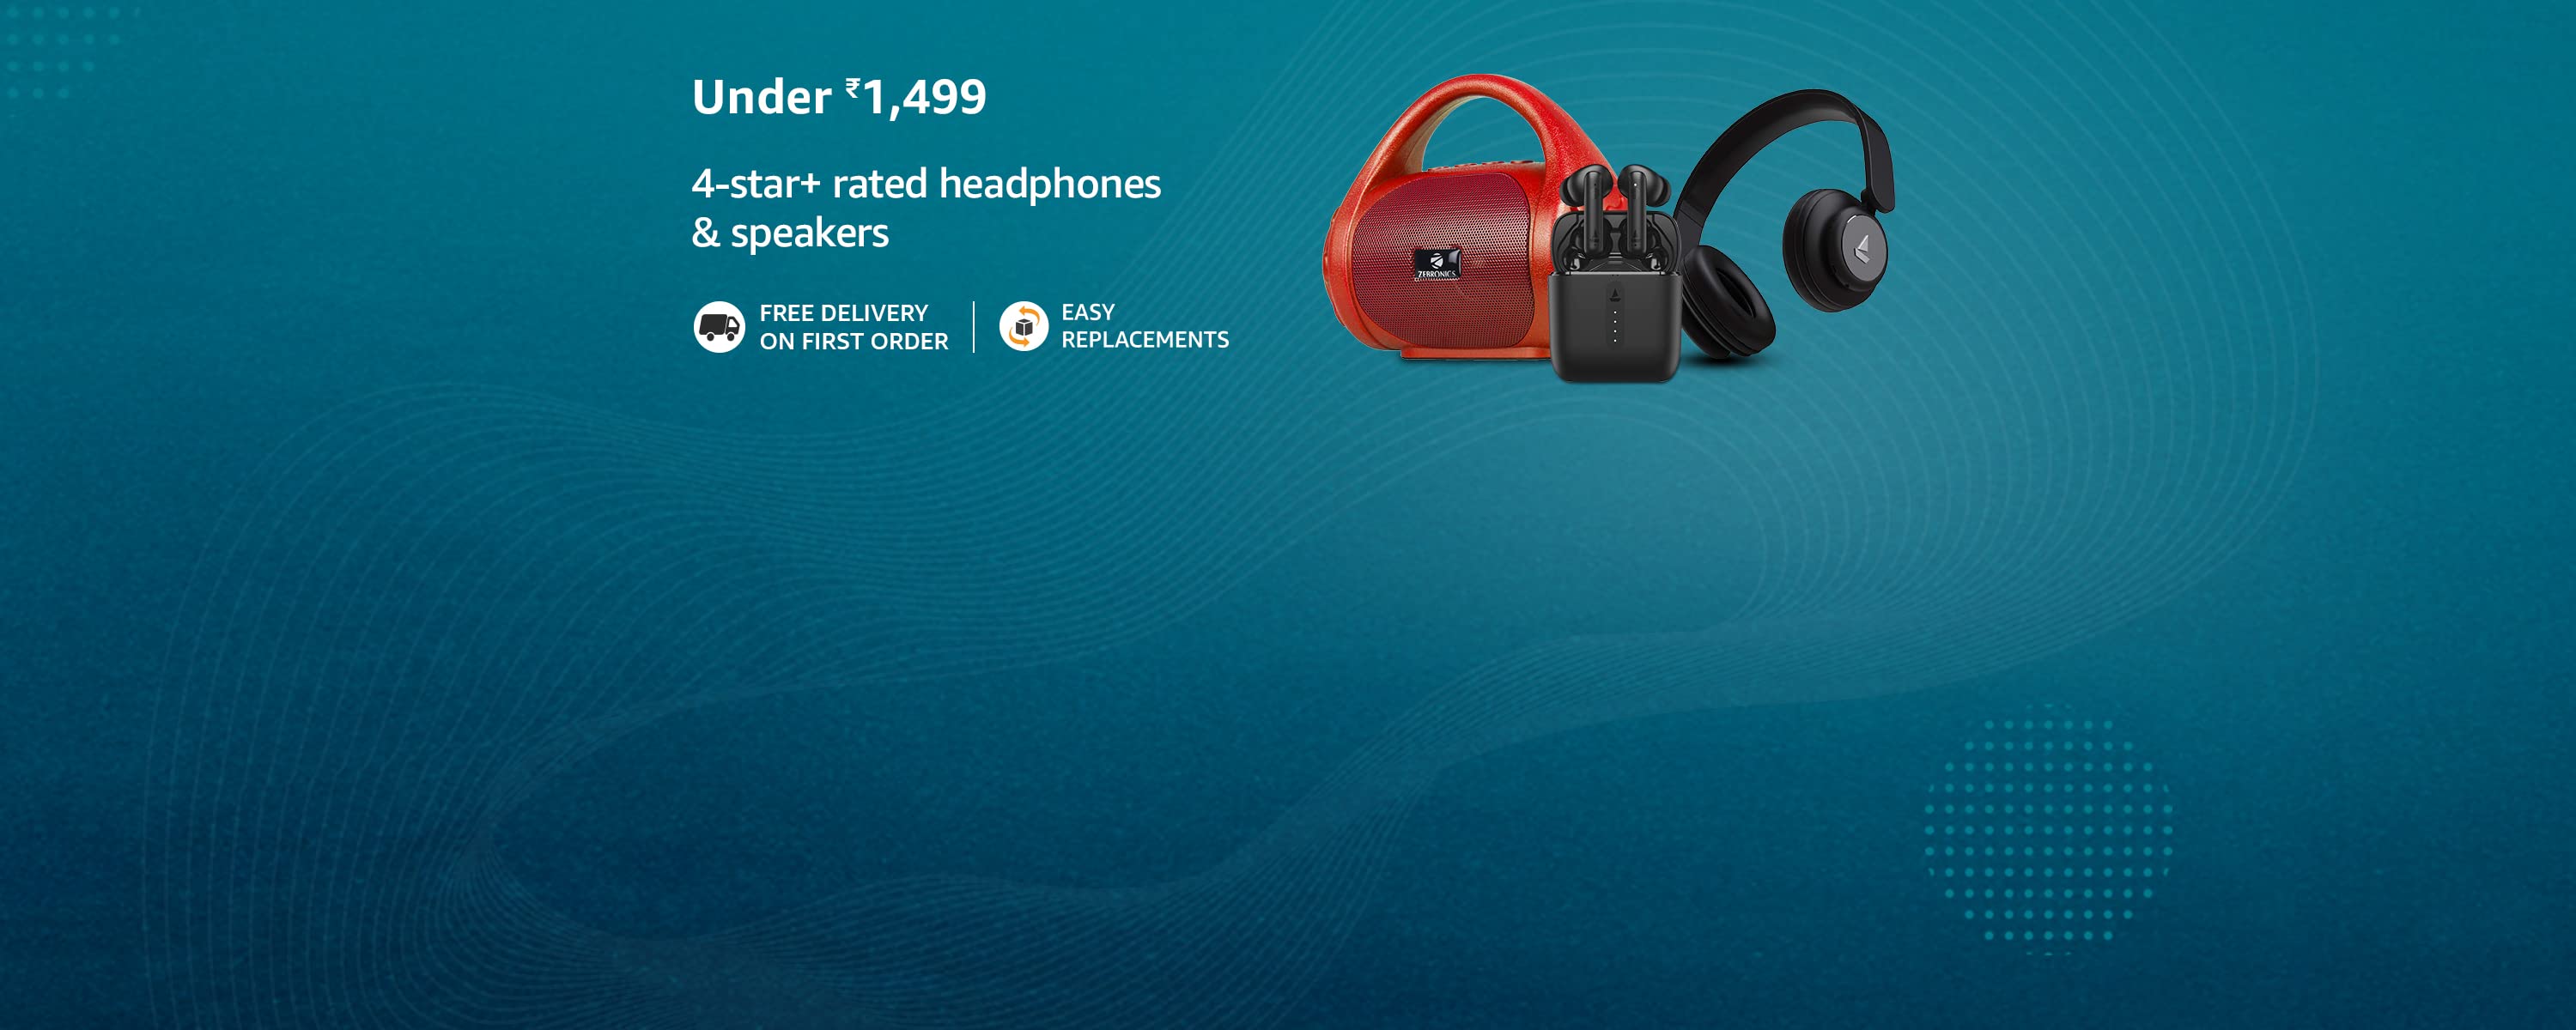 Under ₹1,499
4-star+ rated headphones
& speakers
FREE DELIVERY
ON FIRST ORDER
EASY
REPLACEMENTS
ZEBRONICS